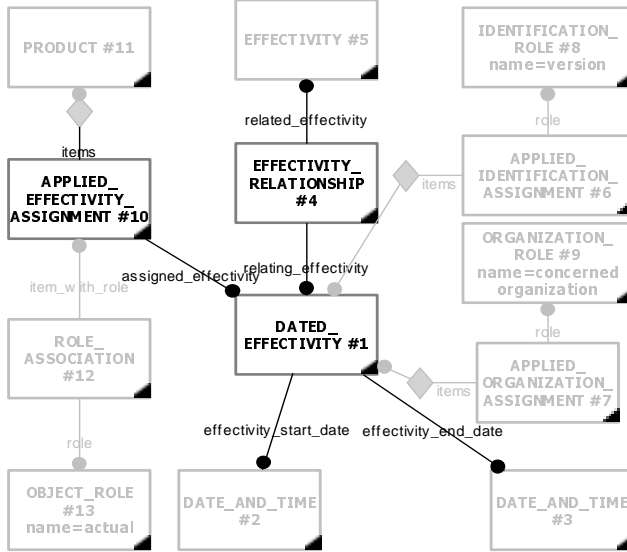 PRODUCT #11
EFFECTIVITY #5
IDENTIFICATION_
ROLE #8
name=version
related_effectivity
role
items
APPLIED_
EFFECTIVITY_
ASSIGNMENT #10
EFFECTIVITY_
RELATIONSHIP
#4
APPLIED_
IDENTIFICATION_
ASSIGNMENT #6
items
ORGANIZATION_
ROLE #9
name=concerned
organization
assigned_effectivity
relating_effectivity
item_with_role
DATED_
EFFECTIVITY #1
role
ROLE_
ASSOCIATION
#12
APPLIED_
ORGANIZATION_
ASSIGNMENT #7
items
effectivity_start_date
effectivity_end_date
role
OBJECT_ROLE
#13
name=actual
DATE_AND_TIME
#2
DATE_AND_TIME
#3